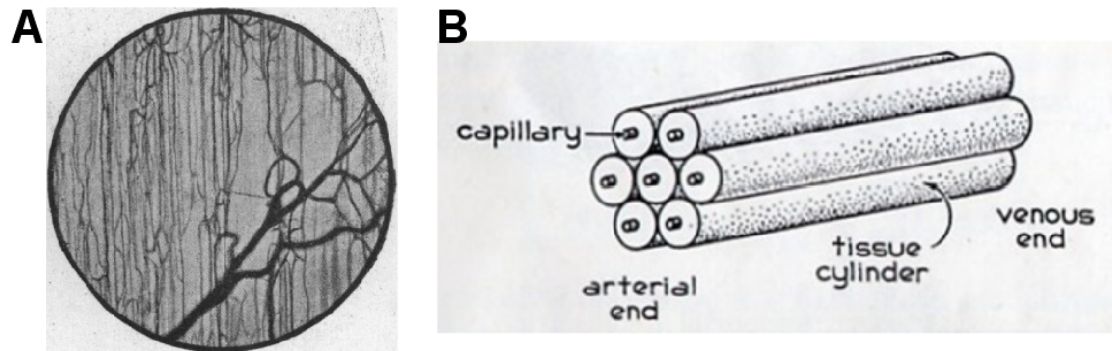 A
B
capillary
arterial
end
tissue
cylinder
venous
end